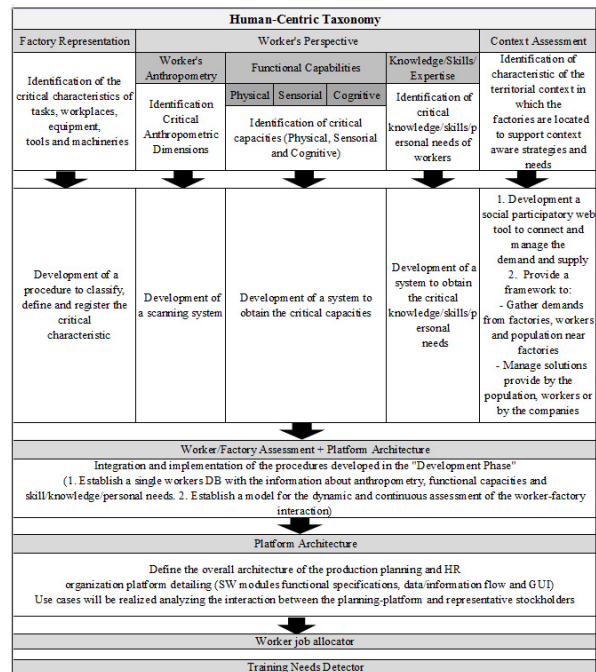 Human-Centric Taxonomy
Factory Representation
Worker's Perspective
Context Assessment
Identification of the
critical characteristics of
tasks, workplaces,
equipment,
tools and machineries
Worker's
Anthropometry
Identification
Critical
Anthropometric
Dimensions
Functional Capabilities
Physical
Sensorial
Cognitive
Identification of critical
capacities (Physical, Sensorial
and Cognitive)
Knowledge/Skills/
Expertise
Identification of
critical
knowledge/skills/p
ersonal needs of
workers
Identification of
characteristic of the
territorial context in
which the
factories are located
to support context
aware strategies and
needs
Development of a
procedure to classify,
define and register the
critical
characteristic
Development of
a scanning system
Development of a system to
obtain the critical capacities
Development of
a system to obtain
the critical
knowledge/skills/p
ersonal
needs
1. Development a
social participatory web
tool to connect and
manage the
demand and supply
2. Provide a
framework to:
- Gather demands
from factories, workers
and population near
factories
- Manage solutions
provide by the
population, workers or
by the companies
Worker/Factory Assessment + Platform Architecture
Integration and implementation of the procedures developed in the "Development Phase"
(1. Establish a single workers DB with the information about anthropometry, functional capacities and
skill/knowledge/personal needs. 2. Establish a model for the dynamic and continuous assessment of the worker-factory
interaction)
Platform Architecture
Define the overall architecture of the production planning and HR
organization platform detailing (SW modules functional specifications, data/information flow and GUI)
Use cases will be realized analyzing the interaction between the planning-platform and representative stockholders
Worker job allocator
Training Needs Detector